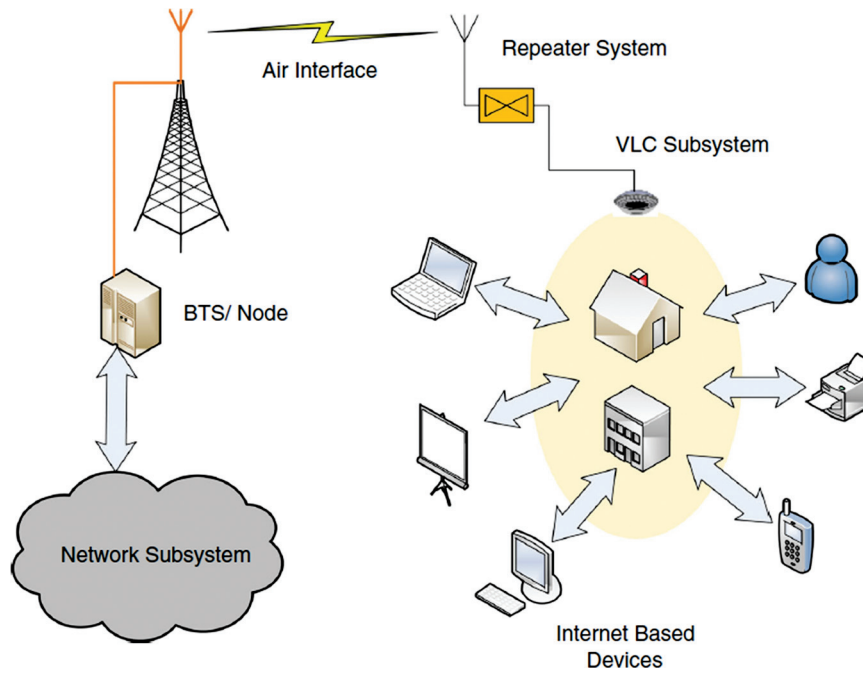 Air Interface
Repeater System
VLC Subsystem
BTS/ Node
Network Subsystem
Internet Based
Devices